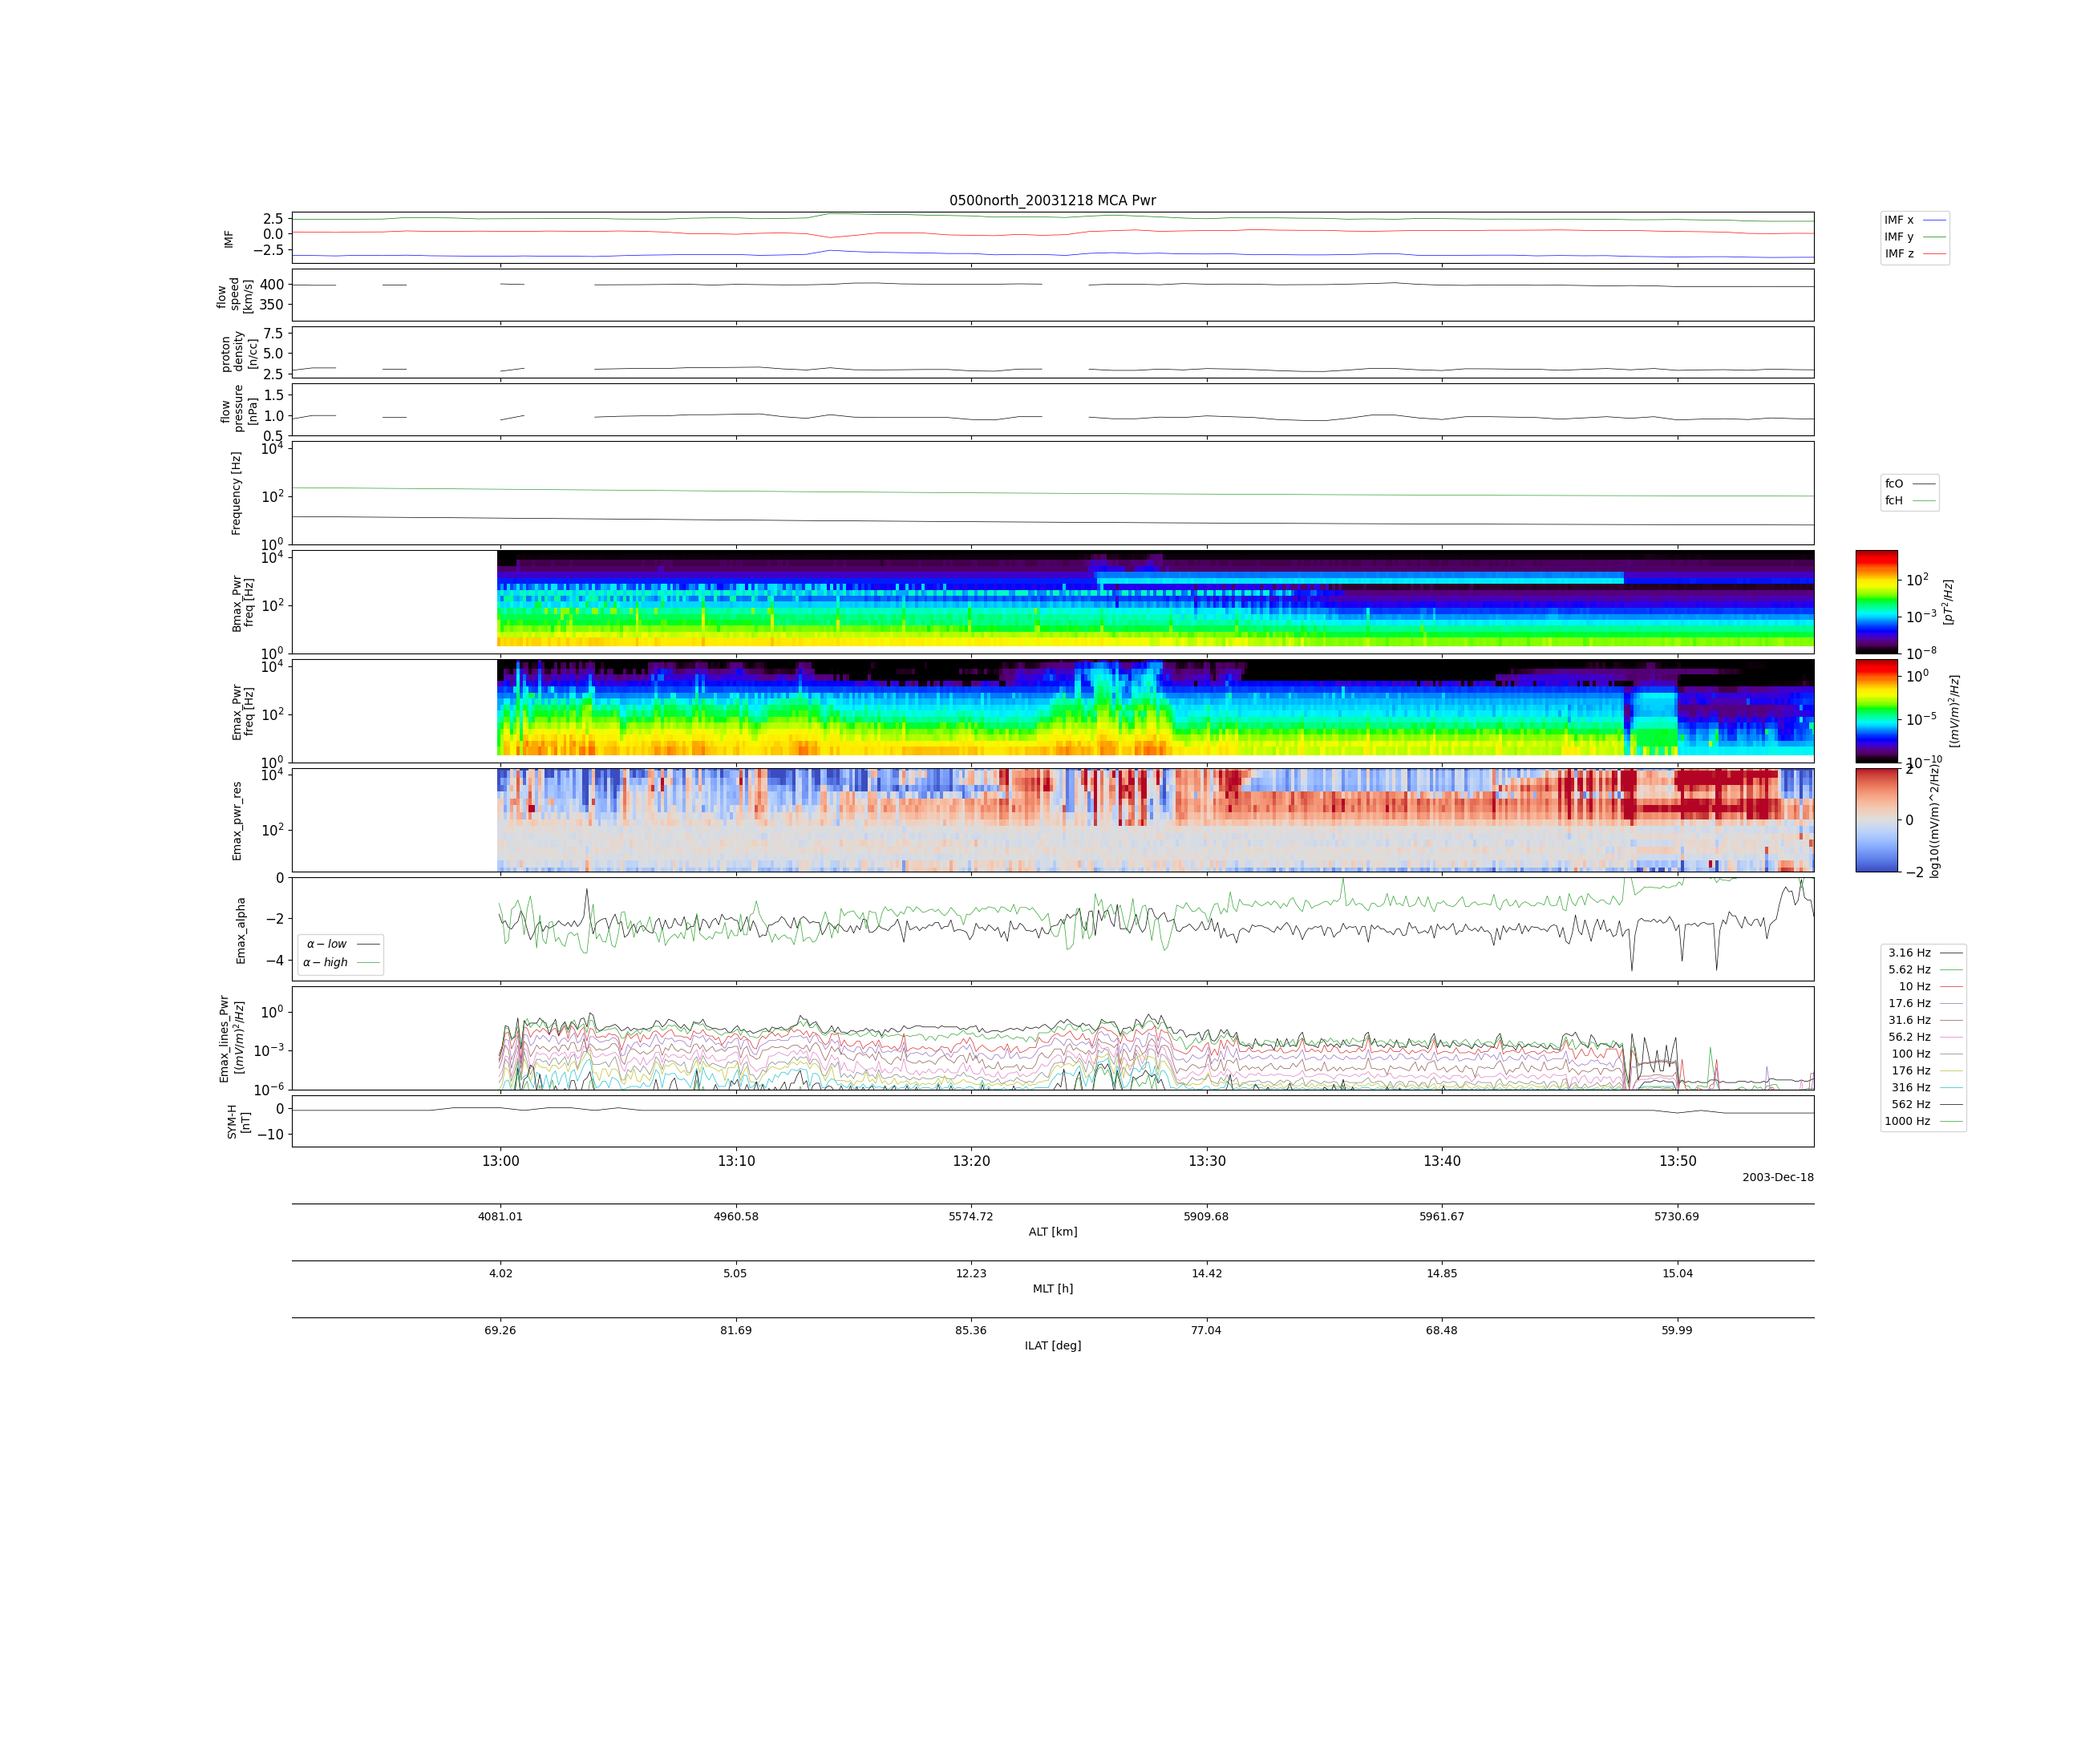 0500north_20031218 MCA Pwr
IMF
2.5
0.0
−2.5
IMF x
IMF y
IMF z
flow
speed
[km/s]
400
350
proton
density
[n/cc]
7.5
5.0
2.5
flow
pressure
[nPa]
1.5
1.0
0.5
Frequency [Hz]
10^4
10^2
10^0
fcO
fcH
Bmax_Pwr
freq [Hz]
10^4
10^2
10^0
10^2
10^−3
10^−8
[pT^2/Hz]
Emax_Pwr
freq [Hz]
10^4
10^2
10^0
10^0
10^−5
10^−10
[(mV/m)^2/Hz]
Emax_pwr_res
10^4
10^2
2
0
−2
log10((mV/m)^2/Hz)
Emax_alpha
0
−2
−4
α − low
α − high
Emax_lines_Pwr
[(mV/m)^2/Hz]
10^0
10^−3
10^−6
3.16 Hz
5.62 Hz
10 Hz
17.6 Hz
31.6 Hz
56.2 Hz
100 Hz
176 Hz
316 Hz
562 Hz
1000 Hz
SYM-H
[nT]
0
−10
13:00 13:10 13:20 13:30 13:40 13:50
2003-Dec-18
4081.01 4960.58 5574.72 5909.68 5961.67 5730.69
ALT [km]
4.02 5.05 12.23 14.42 14.85 15.04
MLT [h]
69.26 81.69 85.36 77.04 68.48 59.99
ILAT [deg]